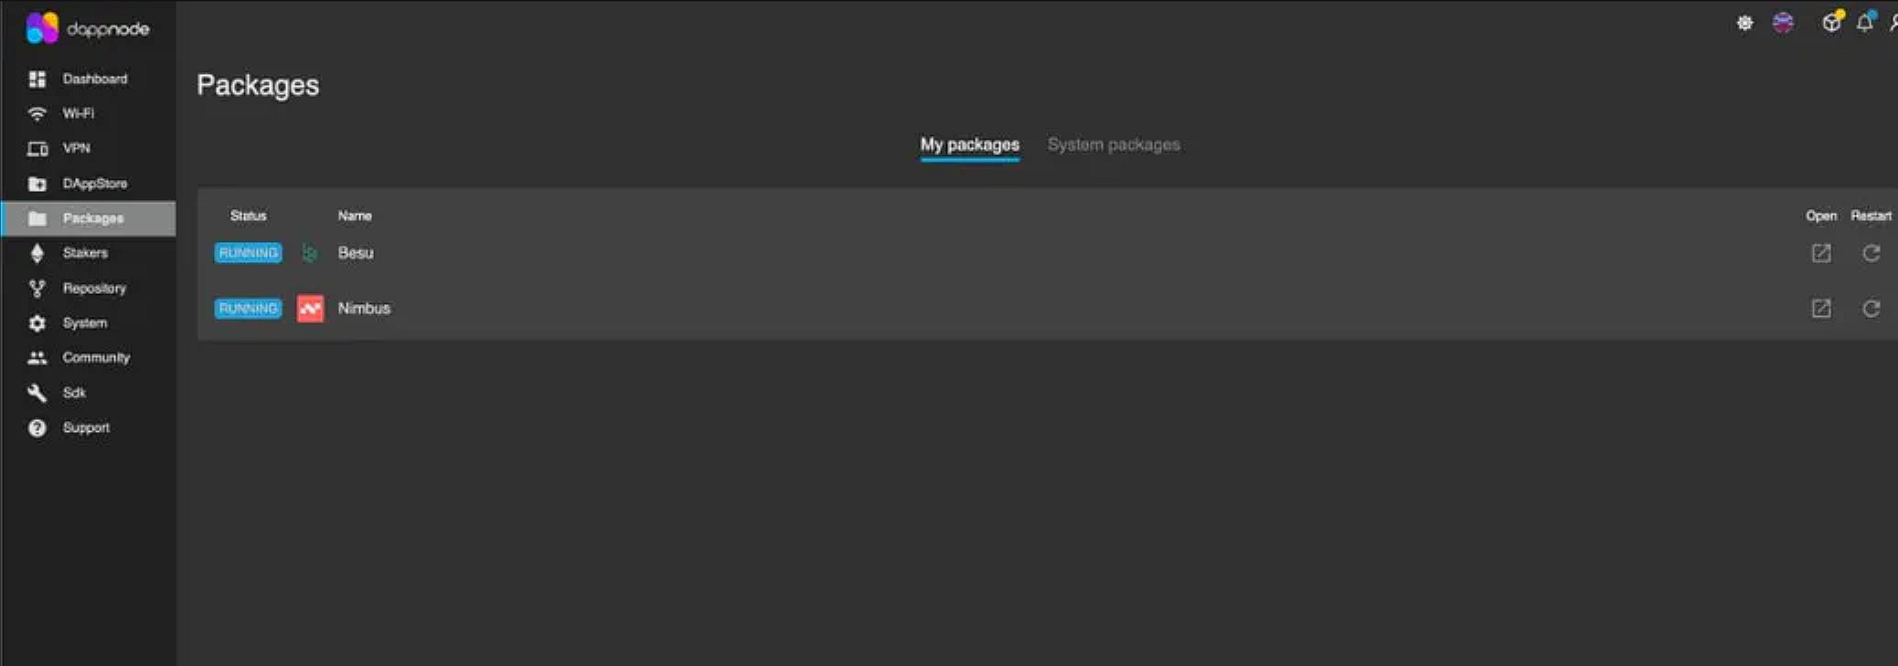 dappnode
Dashboard
Wi-Fi
VPN
DAppStore
Packages
Stakers
Repository
System
Community
Sdk
Support
Packages
My packages System packages
Status Name Open Restart
RUNNING Besu
RUNNING Nimbus